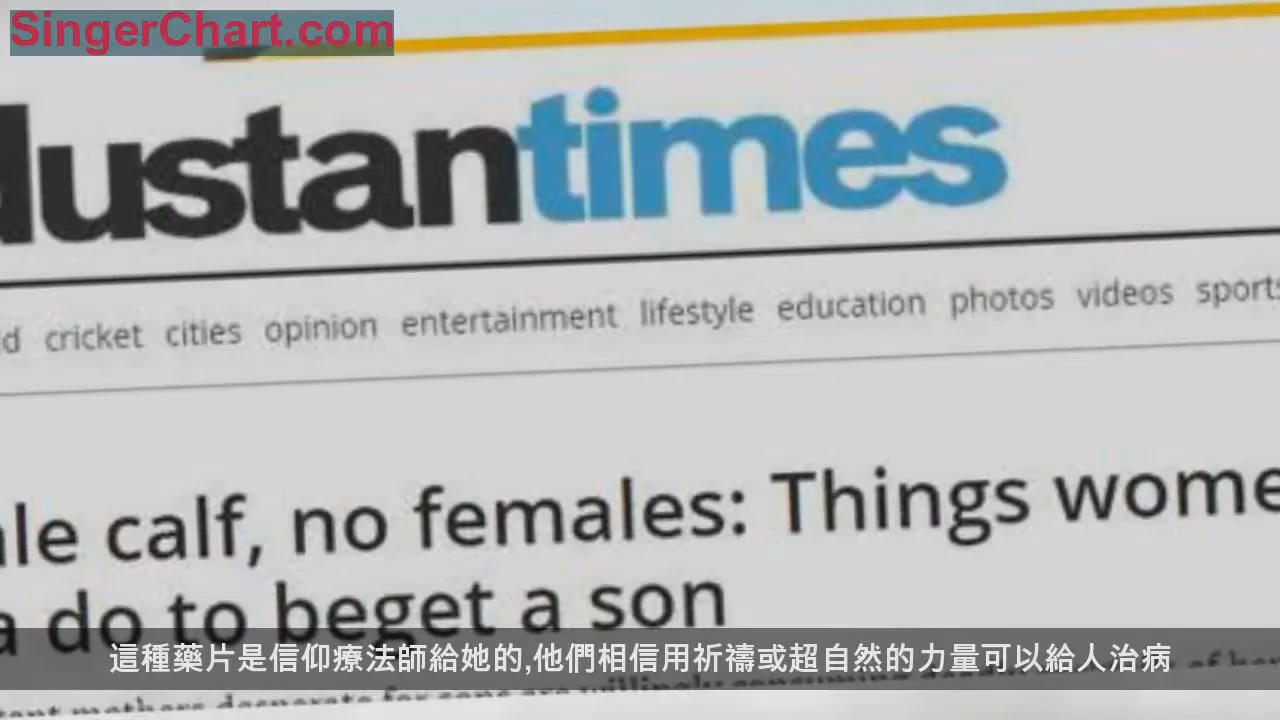 SingerChart.com
dustantimes
cricket cities opinion entertainment lifestyle education photos videos sports
ale calf, no females: Things wome
a do to beget a son
這種藥片是信仰療法師給她的,他們相信用祈禱或超自然的力量可以給人治病